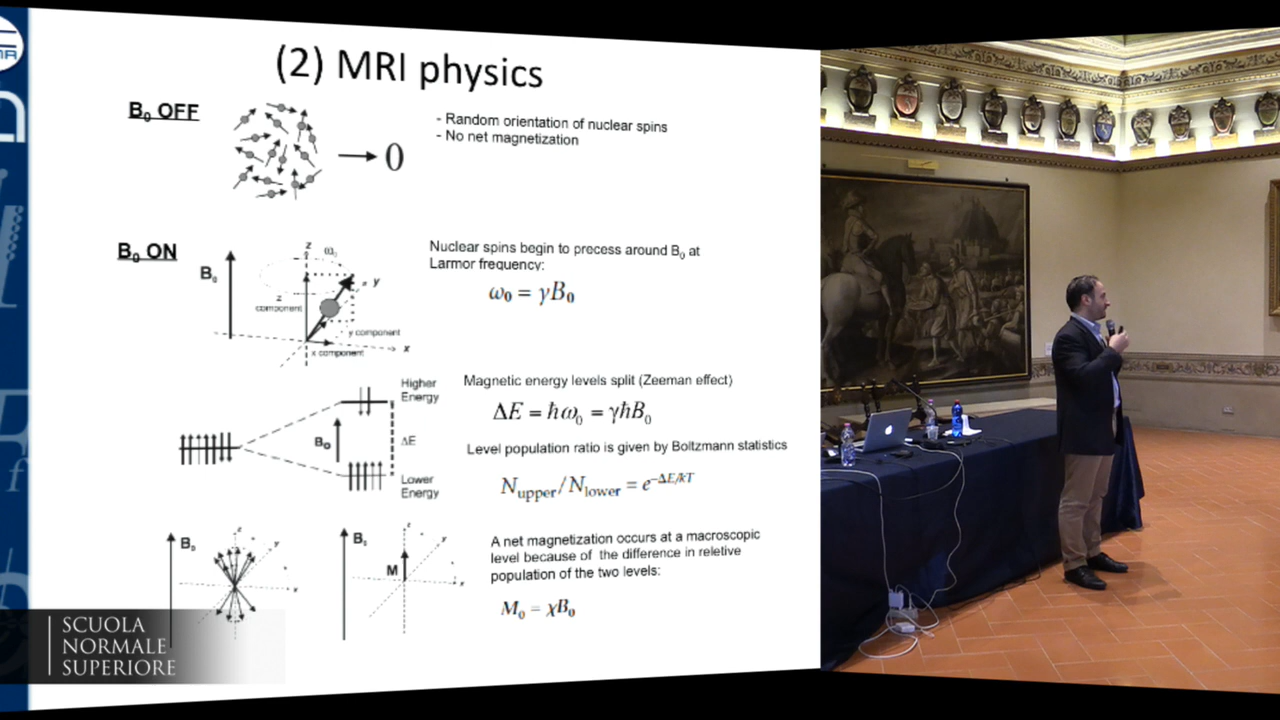 (2) MRI physics
B₀ OFF
- Random orientation of nuclear spins
- No net magnetization
0
B₀ ON
B₀
z
ω₀
y
z
component
y component
x component
x
Nuclear spins begin to precess around B₀ at
Larmor frequency:
ω₀ = γB₀
Higher
Energy
B₀
ΔE
Lower
Energy
Magnetic energy levels split (Zeeman effect)
ΔE = ħω₀ = γħB₀
Level population ratio is given by Boltzmann statistics
N_upper/N_lower = e^{-ΔE/kT}
B₀
z
y
x
B₀
M
z
y
x
A net magnetization occurs at a macroscopic
level because of the difference in reletive
population of the two levels:
M₀ = χB₀
SCUOLA
NORMALE
SUPERIORE